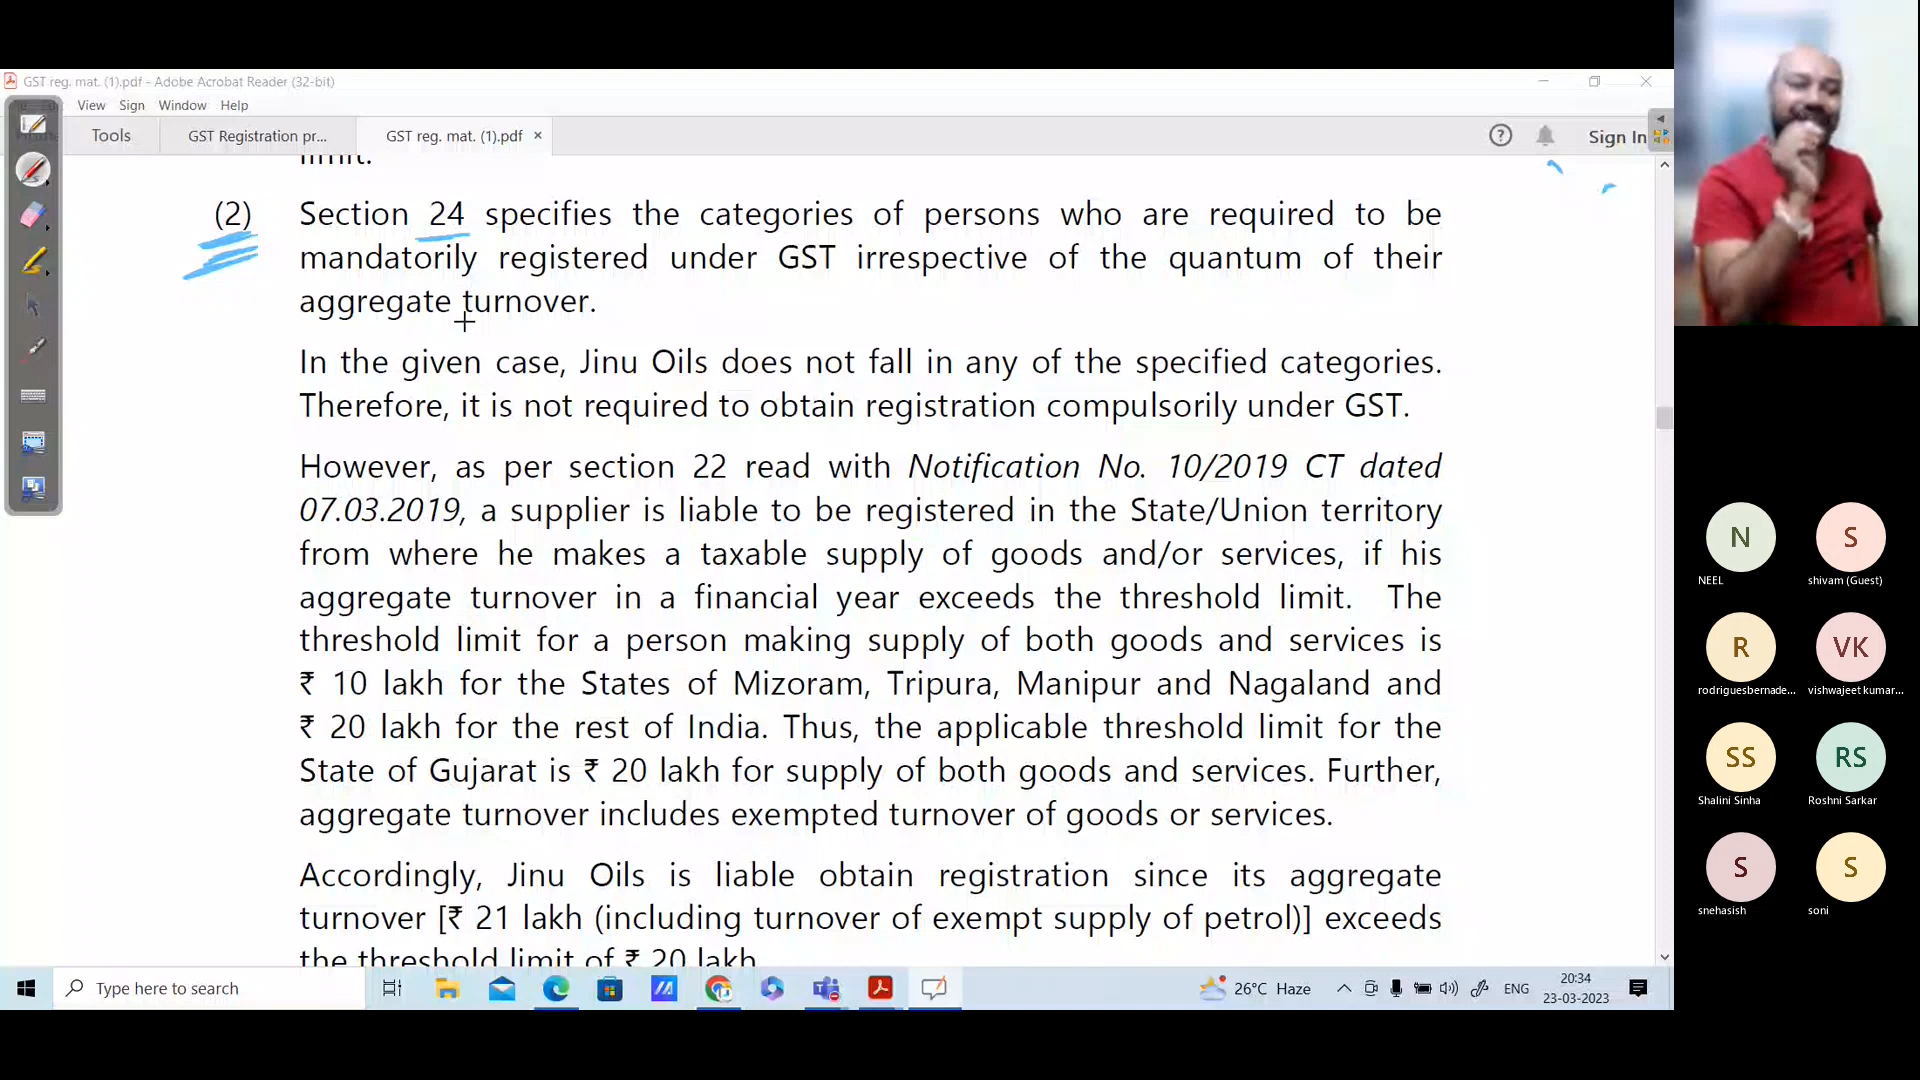 GST reg. mat. (1).pdf - Adobe Acrobat Reader (32-bit)
View Sign Window Help
Tools
GST Registration pr...
GST reg. mat. (1).pdf
Sign In
limit.
(2) Section 24 specifies the categories of persons who are required to be
mandatorily registered under GST irrespective of the quantum of their
aggregate turnover.
In the given case, Jinu Oils does not fall in any of the specified categories.
Therefore, it is not required to obtain registration compulsorily under GST.
However, as per section 22 read with Notification No. 10/2019 CT dated
07.03.2019, a supplier is liable to be registered in the State/Union territory
from where he makes a taxable supply of goods and/or services, if his
aggregate turnover in a financial year exceeds the threshold limit. The
threshold limit for a person making supply of both goods and services is
₹ 10 lakh for the States of Mizoram, Tripura, Manipur and Nagaland and
₹ 20 lakh for the rest of India. Thus, the applicable threshold limit for the
State of Gujarat is ₹ 20 lakh for supply of both goods and services. Further,
aggregate turnover includes exempted turnover of goods or services.
Accordingly, Jinu Oils is liable obtain registration since its aggregate
turnover [₹ 21 lakh (including turnover of exempt supply of petrol)] exceeds
the threshold limit of ₹ 20 lakh
Type here to search
26°C Haze
ENG
20:34
23-03-2023
N
NEEL
S
shivam (Guest)
R
rodriguesbernade...
VK
vishwajeet kumar...
SS
Shalini Sinha
RS
Roshni Sarkar
S
snehasish
S
soni